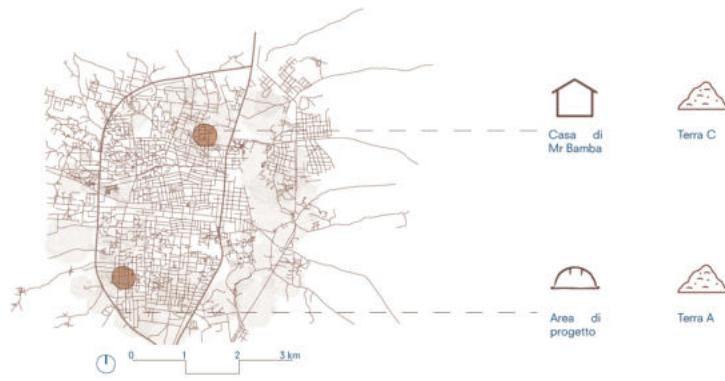 Casa di
Mr Bamba
Terra C
Area di
progetto
Terra A
0 1 2 3 km